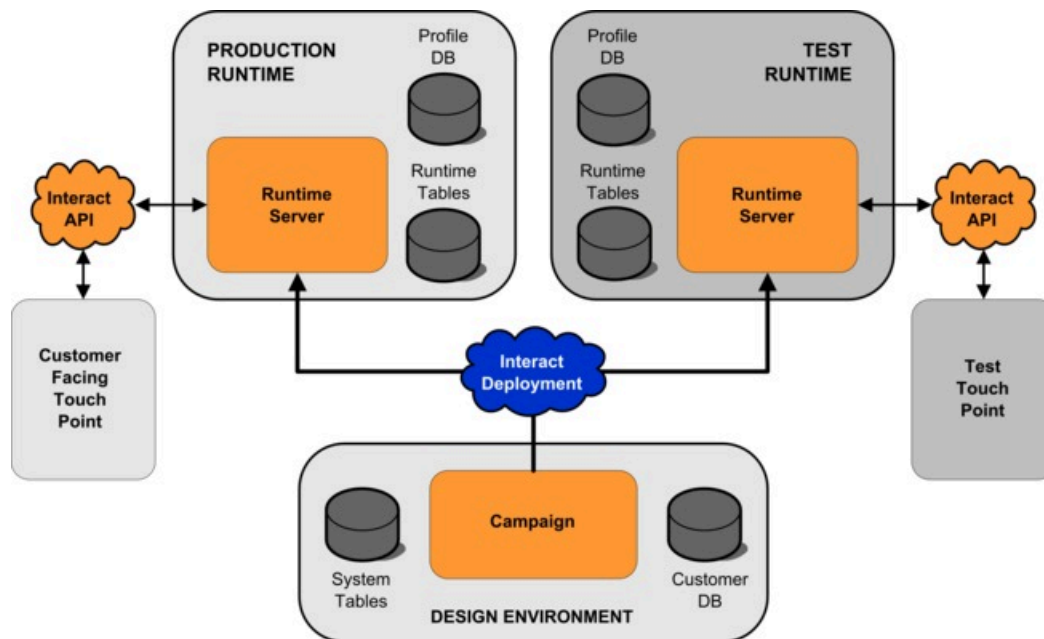 PRODUCTION
RUNTIME
Profile
DB
Runtime
Tables
Runtime
Server
Profile
DB
Runtime
Tables
TEST
RUNTIME
Runtime
Server
Interact
API
Interact
API
Customer
Facing
Touch
Point
Interact
Deployment
Test
Touch
Point
Campaign
System
Tables
Customer
DB
DESIGN ENVIRONMENT